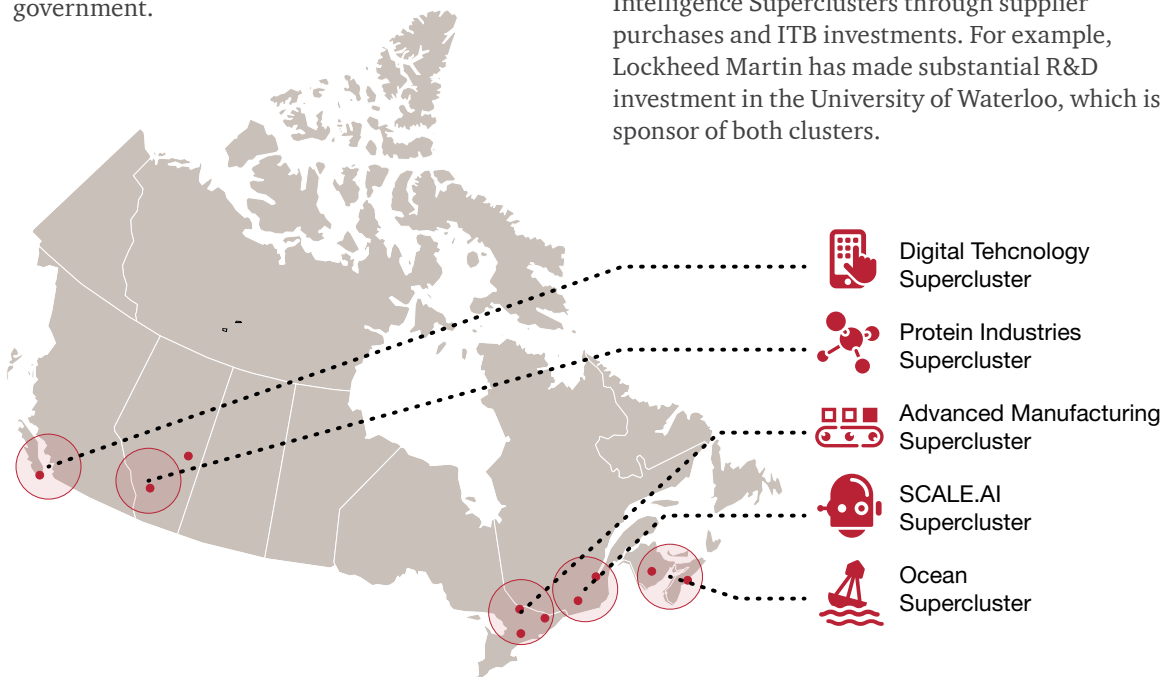 government.
Intelligence Superclusters through supplier
purchases and ITB investments. For example,
Lockheed Martin has made substantial R&D
investment in the University of Waterloo, which is
sponsor of both clusters.
Digital Tehcnology
Supercluster
Protein Industries
Supercluster
Advanced Manufacturing
Supercluster
SCALE.AI
Supercluster
Ocean
Supercluster